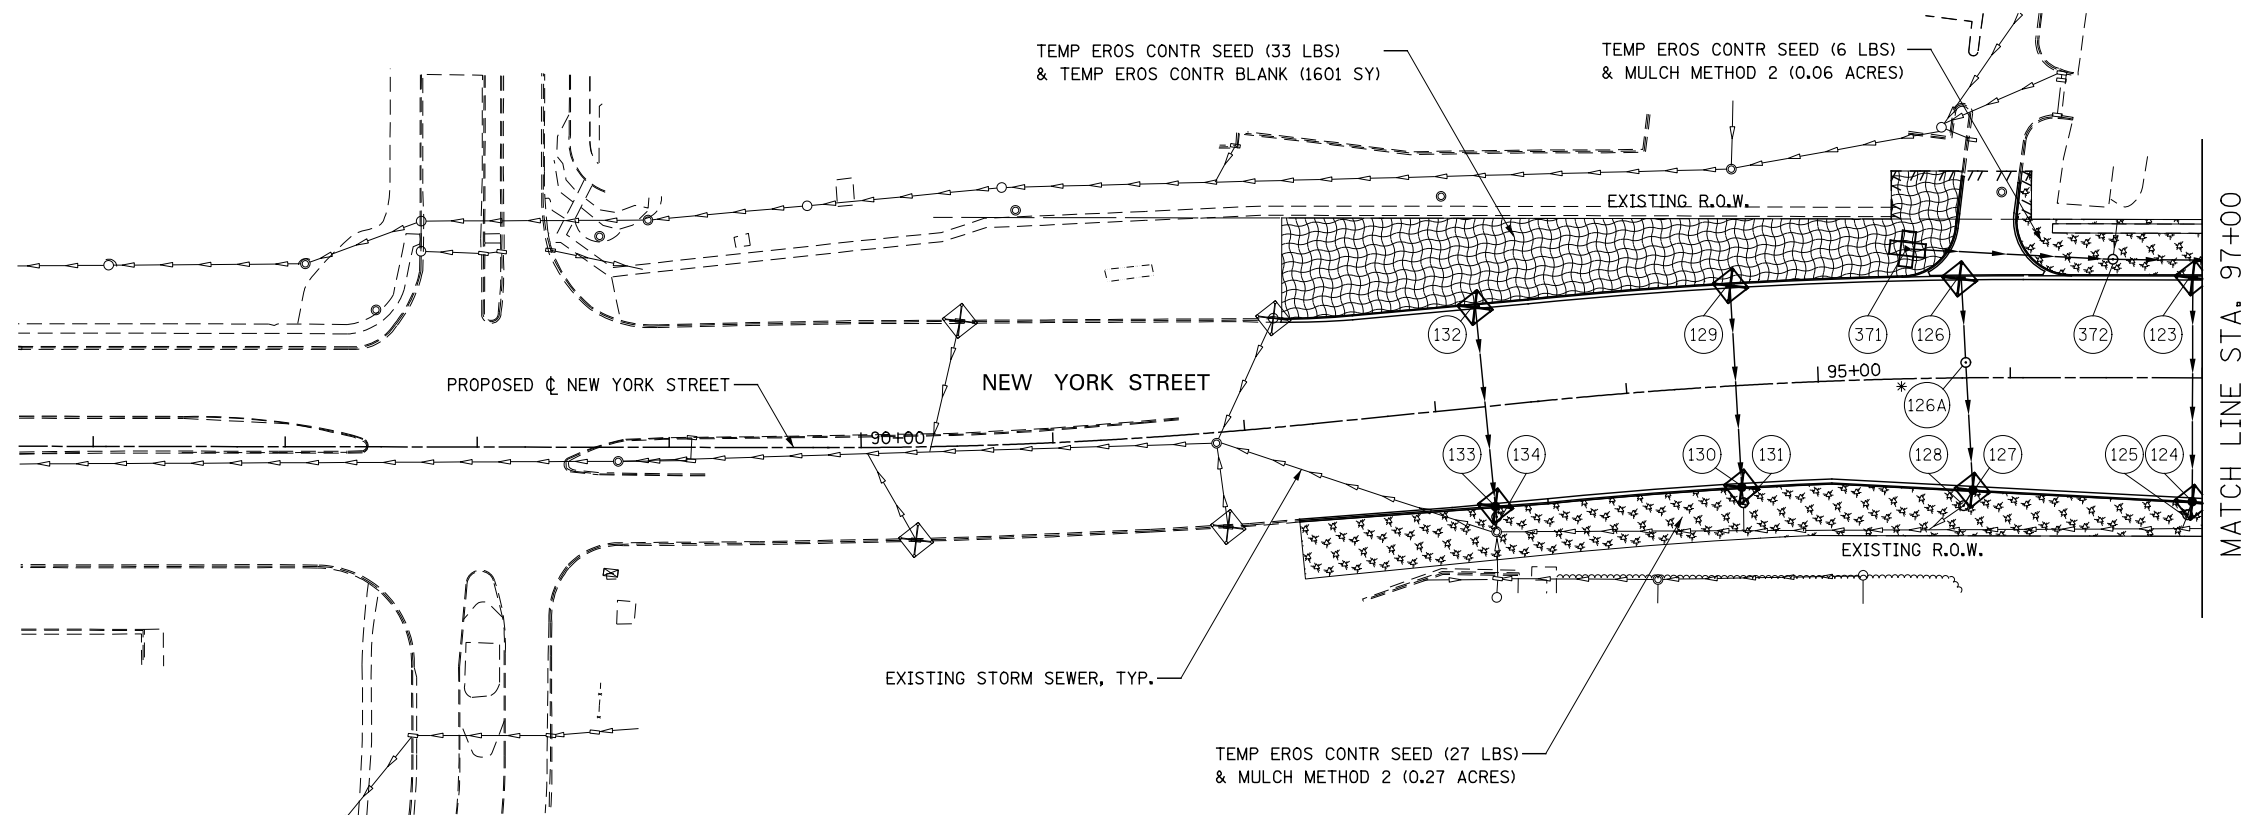 TEMP EROS CONTR SEED (33 LBS)
& TEMP EROS CONTR BLANK (1601 SY)
TEMP EROS CONTR SEED (6 LBS)
& MULCH METHOD 2 (0.06 ACRES)
EXISTING R.O.W.
132
129
371
126
372
123
PROPOSED ℄ NEW YORK STREET
NEW YORK STREET
95+00
*
126A
90+00
133
134
130
131
128
127
125
124
EXISTING R.O.W.
EXISTING STORM SEWER, TYP.
TEMP EROS CONTR SEED (27 LBS)
& MULCH METHOD 2 (0.27 ACRES)
MATCH LINE STA. 97+00